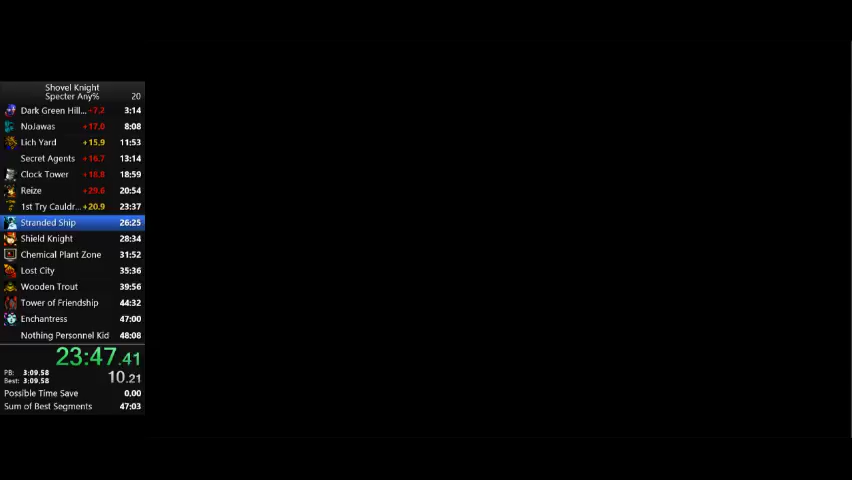 Shovel Knight
Specter Any% 20
Dark Green Hill... +7.2 3:14
NoJawas +17.0 8:08
Lich Yard +15.9 11:53
Secret Agents +16.7 13:14
Clock Tower +18.8 18:59
Reize +29.6 20:54
1st Try Cauldr... +20.9 23:37
Stranded Ship 26:25
Shield Knight 28:34
Chemical Plant Zone 31:52
Lost City 35:36
Wooden Trout 39:56
Tower of Friendship 44:32
Enchantress 47:00
Nothing Personnel Kid 48:08
23:47.41
PB: 3:09.58 10.21
Best: 3:09.58
Possible Time Save 0.00
Sum of Best Segments 47:03